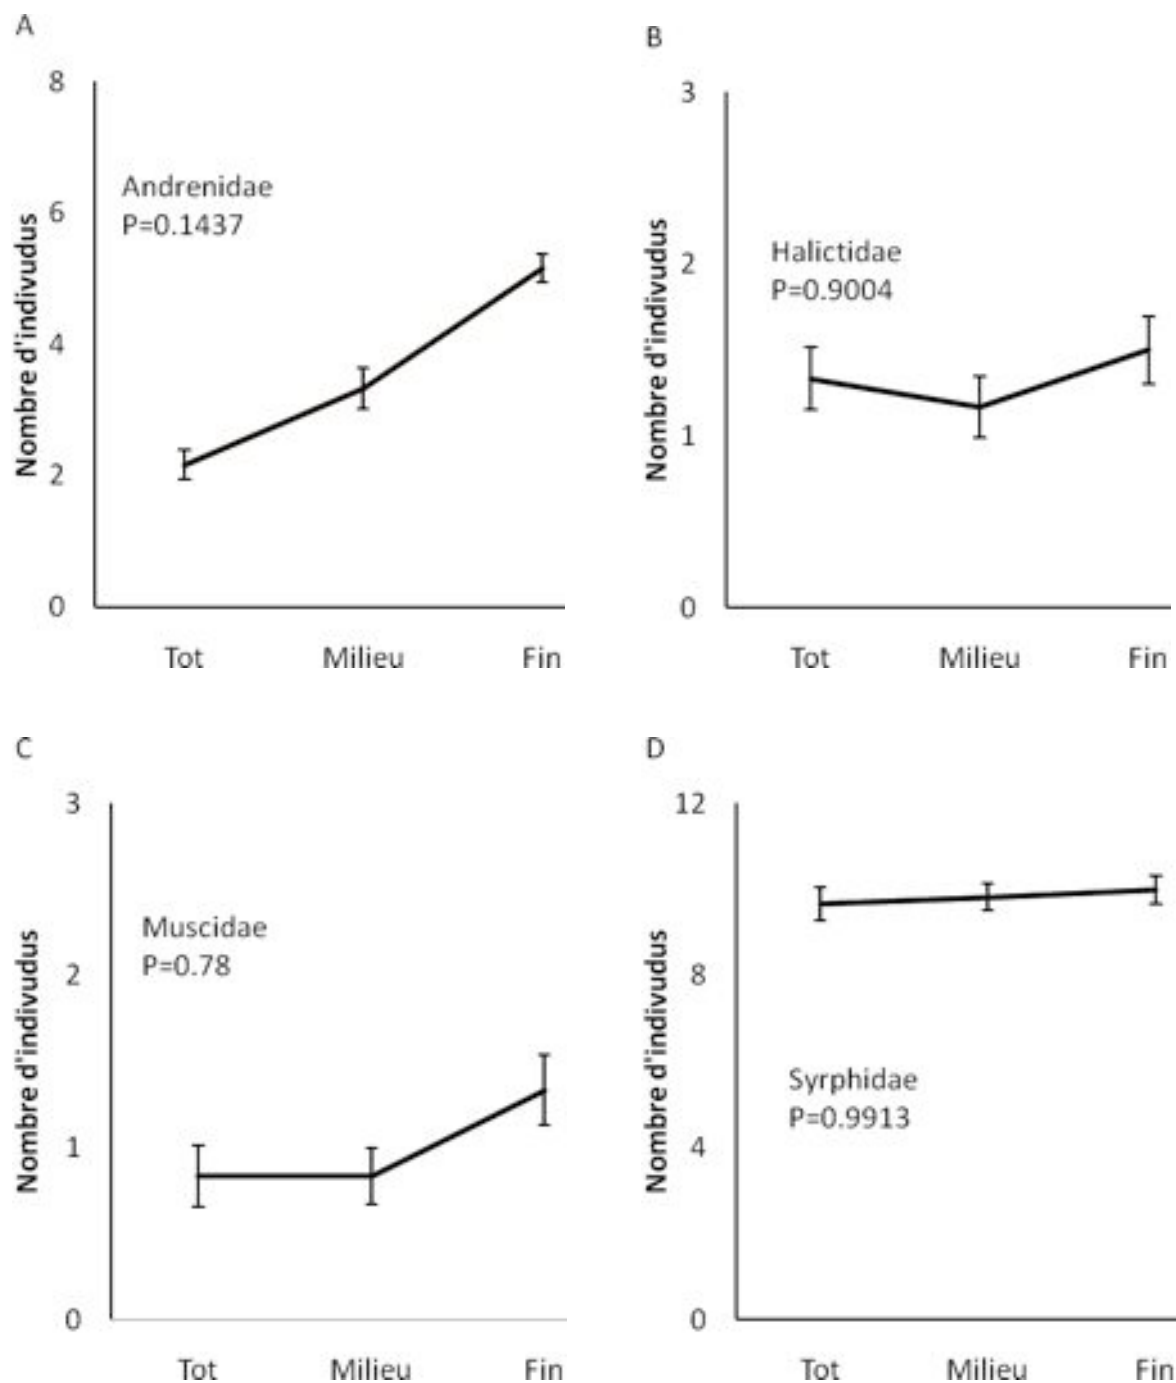 A
8
6
4
2
0
Nombre d'indivudus
Andrenidae
P=0.1437
Tot Milieu Fin
B
3
2
1
0
Nombre d'indivudus
Halictidae
P=0.9004
Tot Milieu Fin
C
3
2
1
0
Nombre d'indivudus
Muscidae
P=0.78
Tot Milieu Fin
D
12
8
4
0
Nombre d'indivudus
Syrphidae
P=0.9913
Tot Milieu Fin